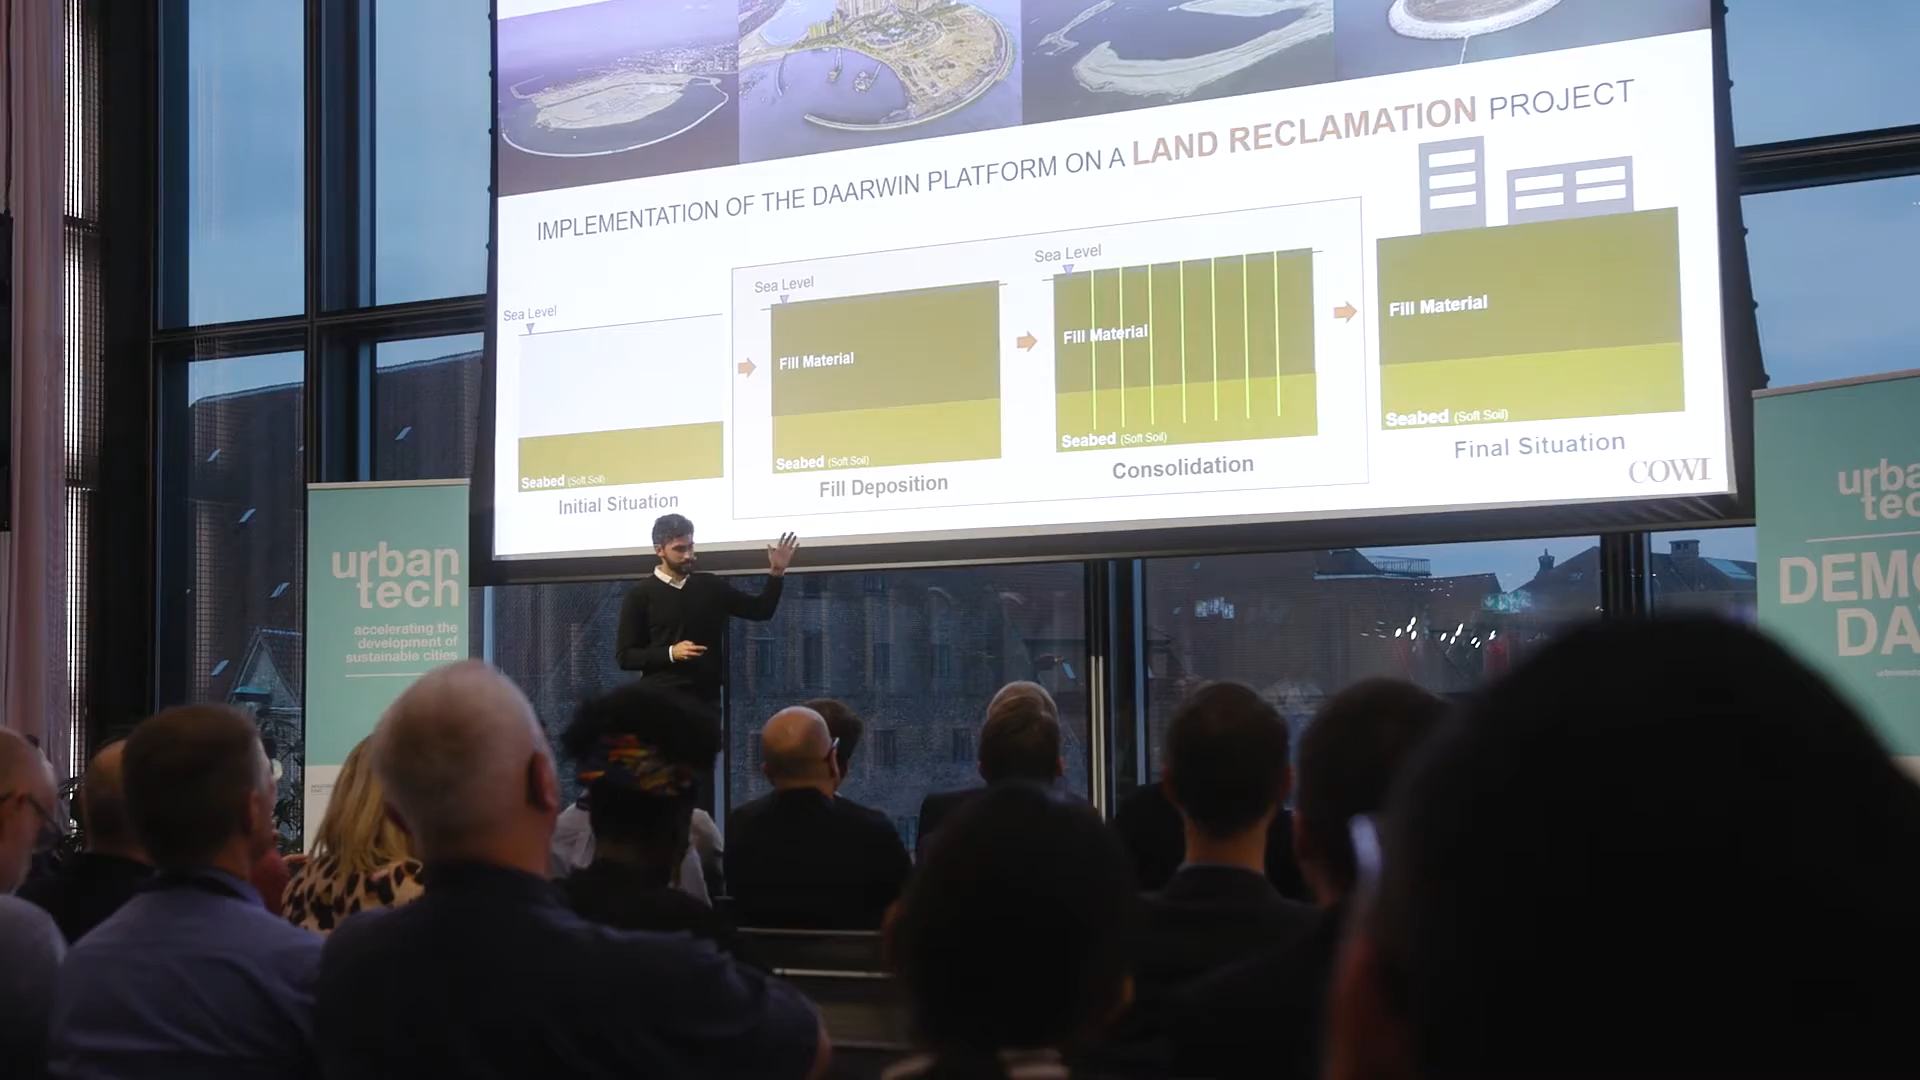 IMPLEMENTATION OF THE DAARWIN PLATFORM ON A LAND RECLAMATION PROJECT
Sea Level
Seabed (Soft Soil)
Initial Situation
Sea Level
Fill Material
Seabed (Soft Soil)
Fill Deposition
Sea Level
Fill Material
Seabed (Soft Soil)
Consolidation
Fill Material
Seabed (Soft Soil)
Final Situation
COWI
urban
tech
accelerating the
development of
sustainable cities
urba
tec
DEMO
DA